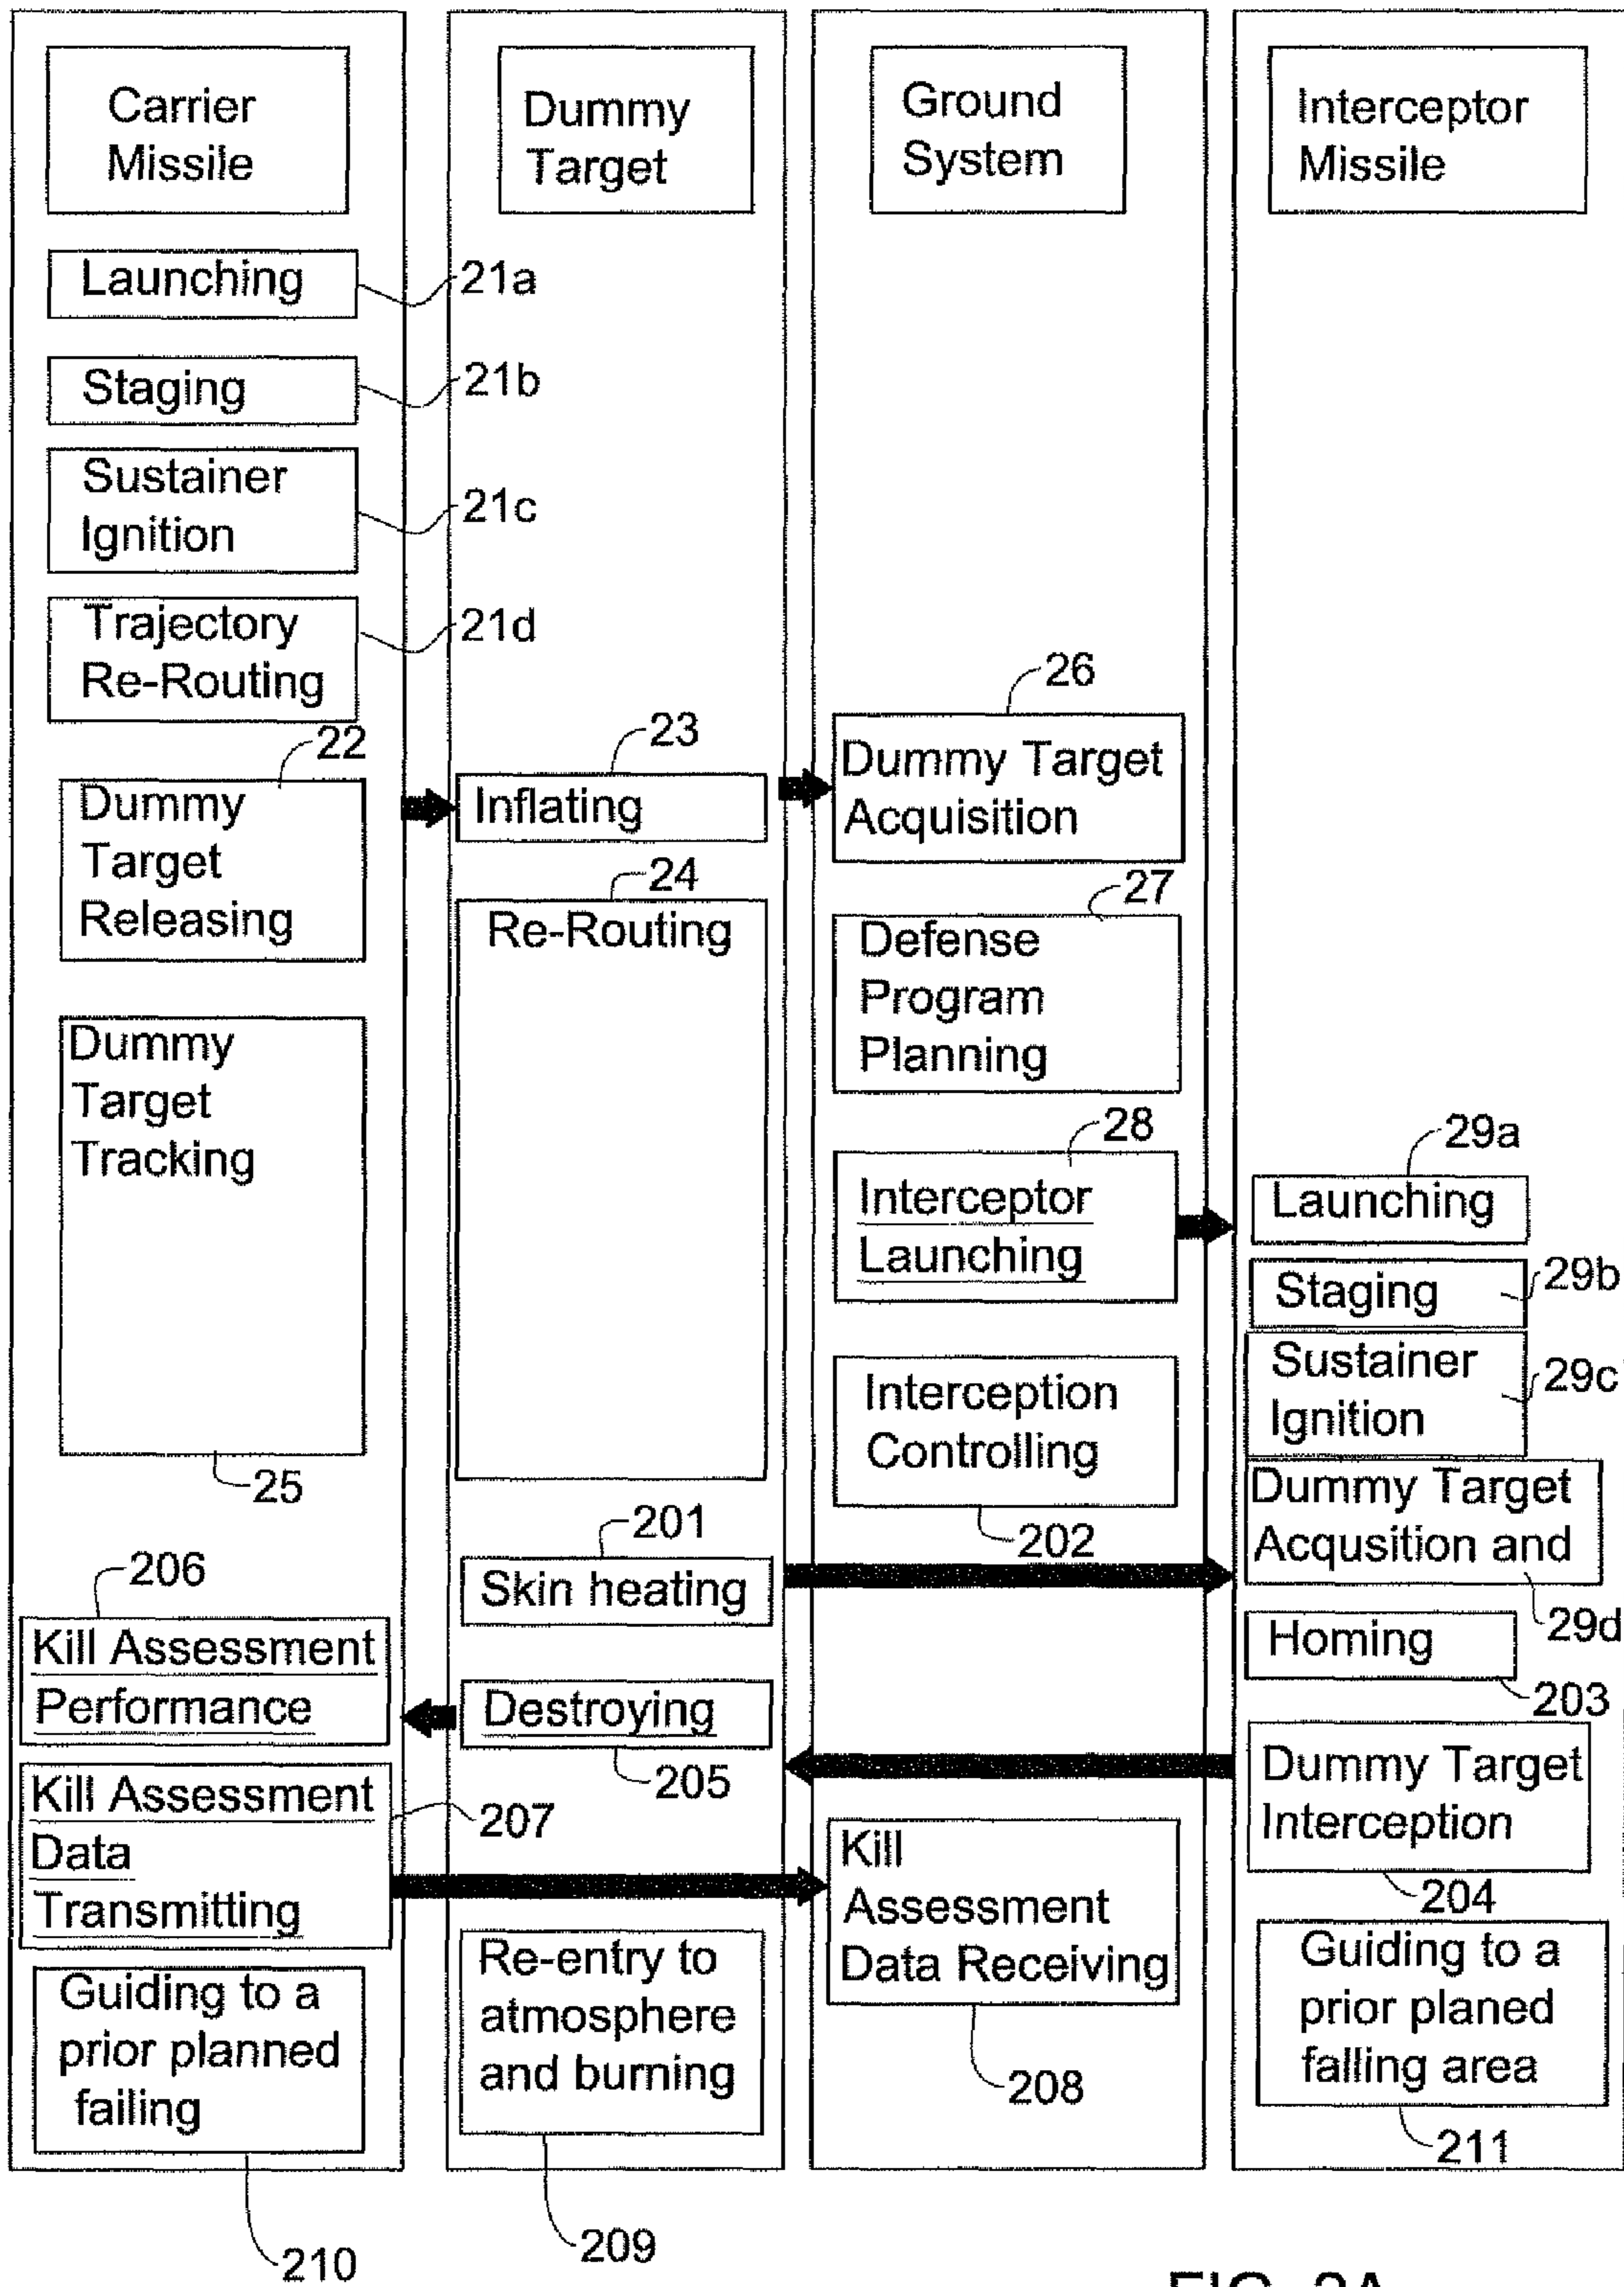 Carrier
Missile
Launching
21a
Staging
21b
Sustainer
Ignition
21c
Trajectory
Re-Routing
21d
22
Dummy
Target
Releasing
Dummy
Target
Tracking
25
206
Kill Assessment
Performance
Kill Assessment
Data
Transmitting
207
Guiding to a
prior planned
failing
210
Dummy
Target
23
Inflating
24
Re-Routing
201
Skin heating
Destroying
205
Re-entry to
atmosphere
and burning
209
Ground
System
26
Dummy Target
Acquisition
27
Defense
Program
Planning
28
Interceptor
Launching
Interception
Controlling
202
Kill
Assessment
Data Receiving
208
Interceptor
Missile
29a
Launching
Staging
29b
Sustainer
Ignition
29c
Dummy Target
Acqusition and
29d
Homing
203
Dummy Target
Interception
204
Guiding to a
prior planed
falling area
211